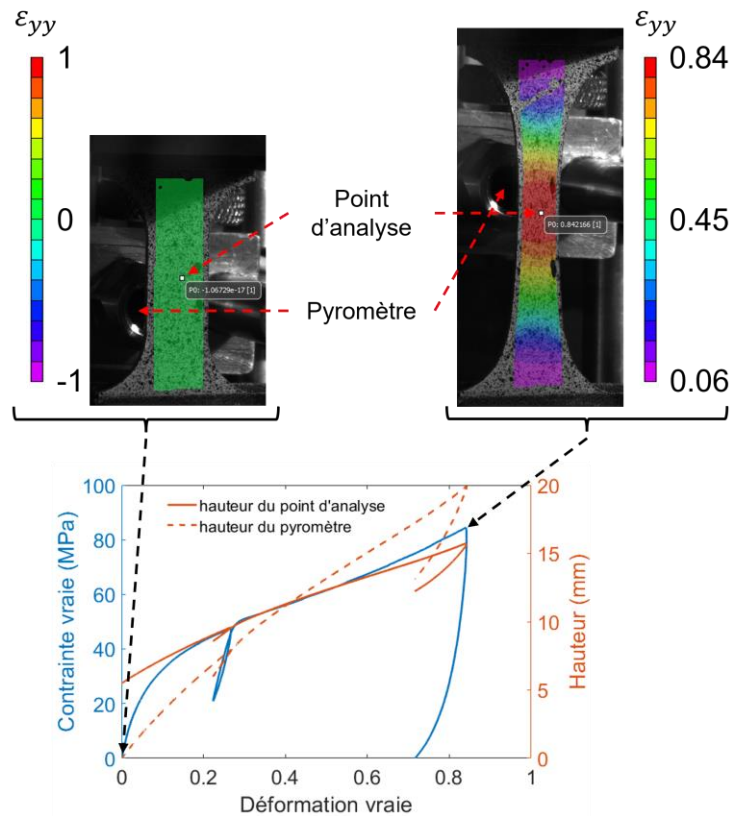 εyy
1
0
-1
P0: -1.06729e-17 [1]
Point
d'analyse
Pyromètre
P0: 0.842166 [1]
εyy
0.84
0.45
0.06
Contrainte vraie (MPa)
100
80
60
40
20
0
hauteur du point d'analyse
hauteur du pyromètre
20
15
10
5
0
Hauteur (mm)
0
0.2
0.4
0.6
0.8
1
Déformation vraie